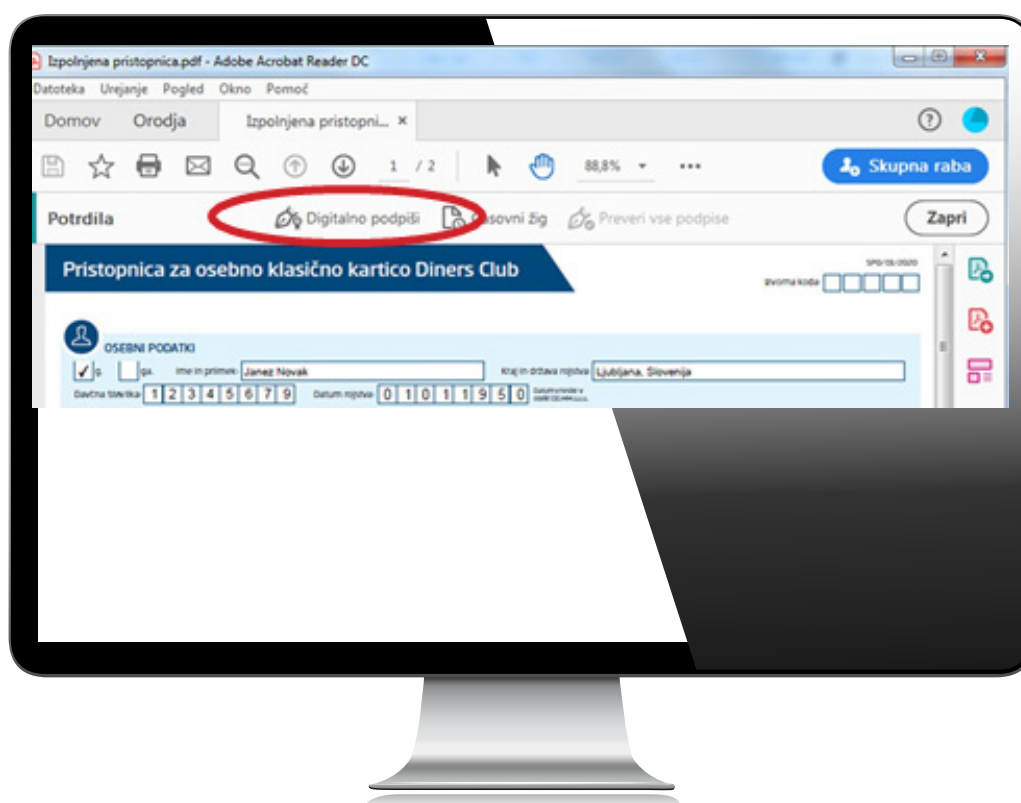 Izpolnjena pristopnica.pdf - Adobe Acrobat Reader DC
Datoteka Urejanje Pogled Okno Pomoč
Domov Orodja Izpolnjena pristopni... ×
1 / 2 88,8%
Skupna raba
Potrdila Digitalno podpiši Časovni žig Preveri vse podpise Zapri
Pristopnica za osebno klasično kartico Diners Club
Izvorna koda
OSEBNI PODATKI
g. ga. Ime in priimek Janez Novak Kraj in država rojstva Ljubljana, Slovenija
Davčna številka 1 2 3 4 5 6 7 9 Datum rojstva 0 1 0 1 1 9 5 0